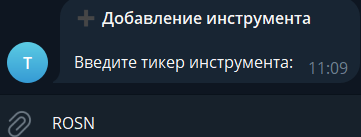 ➕ Добавление инструмента
Т
Введите тикер инструмента:
11:09
ROSN